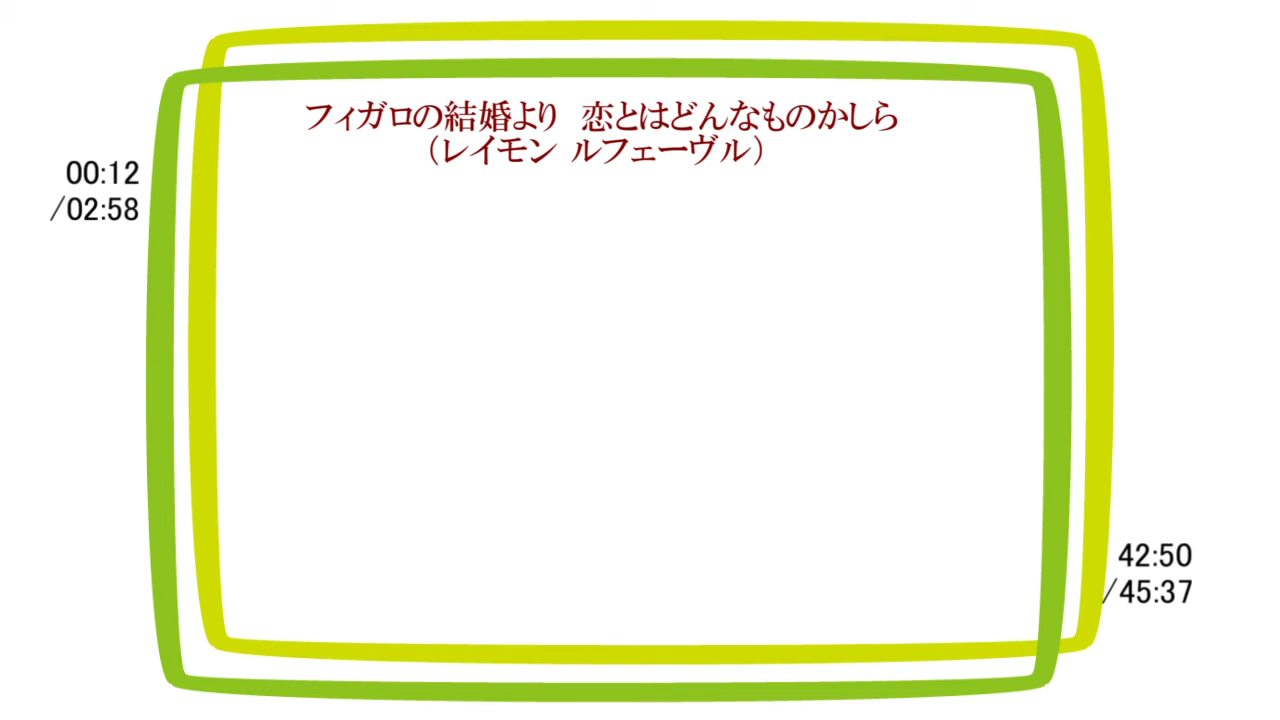 フィガロの結婚より　恋とはどんなものかしら
（レイモン ルフェーヴル）
00:12
/02:58
42:50
/45:37